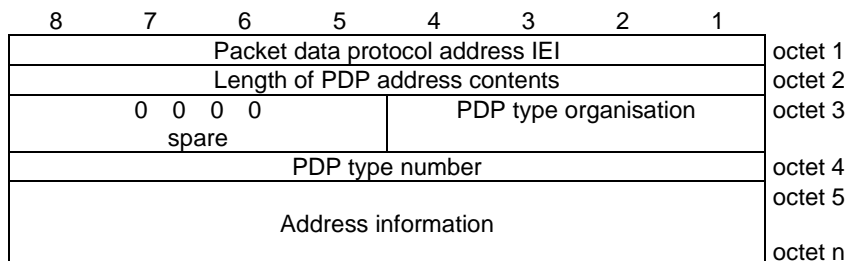 8 7 6 5 4 3 2 1
Packet data protocol address IEI octet 1
Length of PDP address contents octet 2
0 0 0 0 PDP type organisation octet 3
spare
PDP type number octet 4
octet 5
Address information
octet n